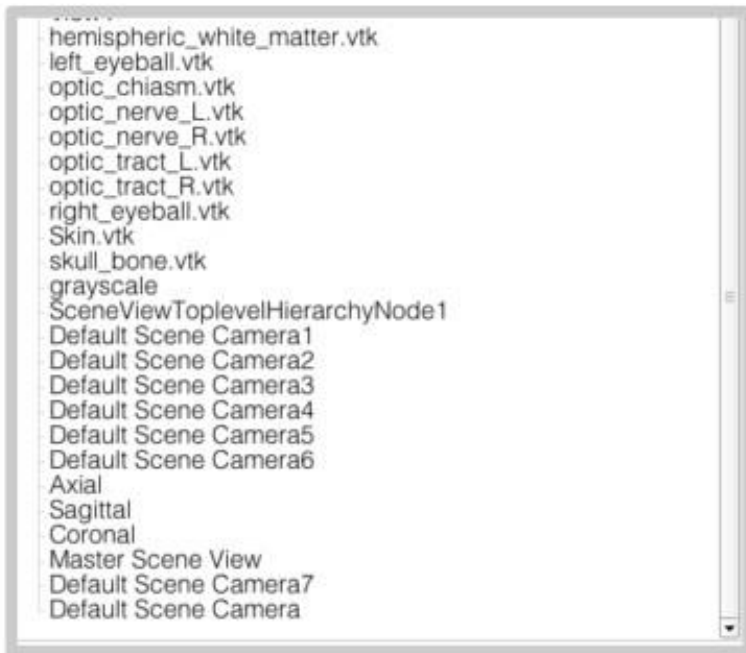 hemispheric_white_matter.vtk
left_eyeball.vtk
optic_chiasm.vtk
optic_nerve_L.vtk
optic_nerve_R.vtk
optic_tract_L.vtk
optic_tract_R.vtk
right_eyeball.vtk
Skin.vtk
skull_bone.vtk
grayscale
SceneViewToplevelHierarchyNode1
Default Scene Camera1
Default Scene Camera2
Default Scene Camera3
Default Scene Camera4
Default Scene Camera5
Default Scene Camera6
Axial
Sagittal
Coronal
Master Scene View
Default Scene Camera7
Default Scene Camera